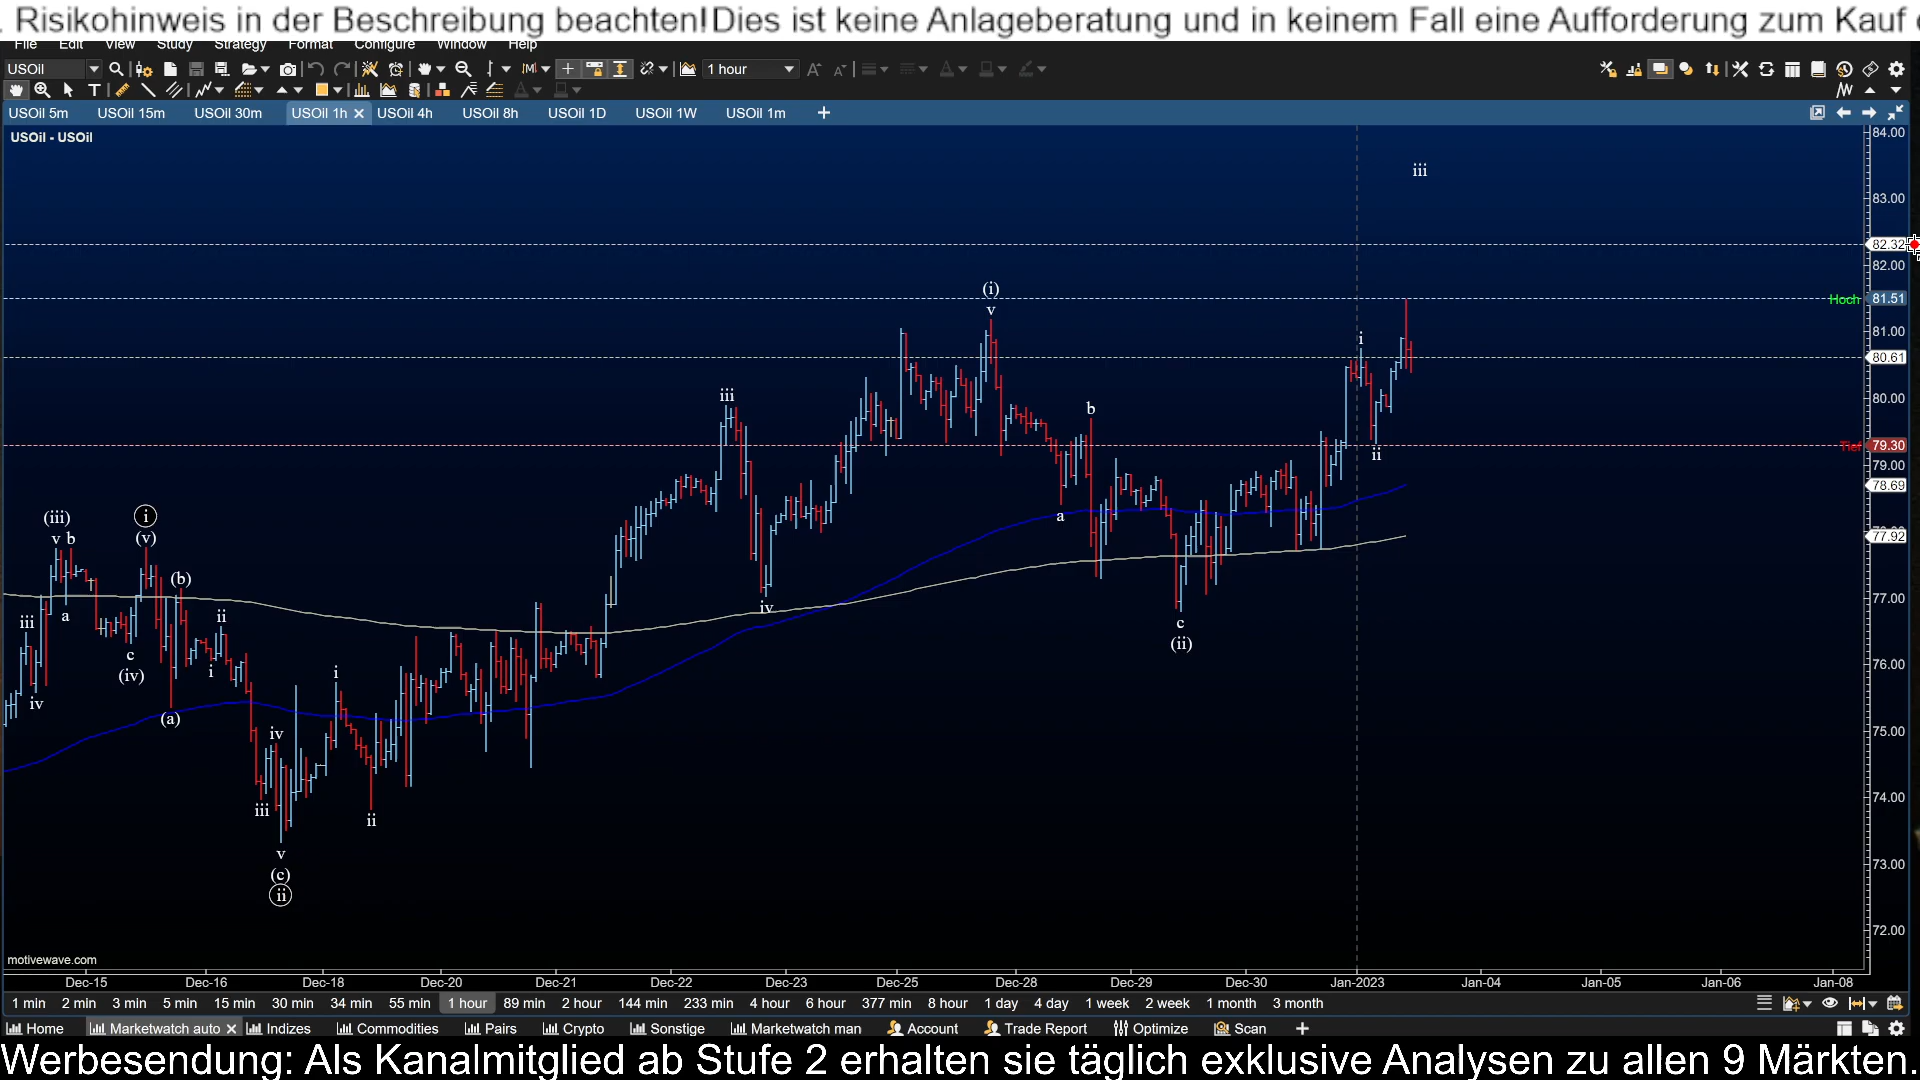 . Risikohinweis in der Beschreibung beachten! Dies ist keine Anlageberatung und in keinem Fall eine Aufforderung zum Kauf
File Edit View Study Strategy Format Configure Window Help
USOil 1 hour
USOil 5m USOil 15m USOil 30m USOil 1h USOil 4h USOil 8h USOil 1D USOil 1W USOil 1m
USOil - USOil
84.00
iii
83.00
82.32
82.00
(i)
Hoch 81.51
v
81.00
i
80.61
iii
80.00
b
Tief 79.30
ii
79.00
78.69
(iii) i a
v b (v)
77.92
(b)
77.00
iv
iii a ii
c
(ii)
c
76.00
(iv) i i
iv
(a)
iv
75.00
74.00
iii
ii
v
73.00
(c)
ii
72.00
motivewave.com
Dec-15 Dec-16 Dec-18 Dec-20 Dec-21 Dec-22 Dec-23 Dec-25 Dec-28 Dec-29 Dec-30 Jan-2023 Jan-04 Jan-05 Jan-06 Jan-08
1 min 2 min 3 min 5 min 15 min 30 min 34 min 55 min 1 hour 89 min 2 hour 144 min 233 min 4 hour 6 hour 377 min 8 hour 1 day 4 day 1 week 2 week 1 month 3 month
Home Marketwatch auto Indizes Commodities Pairs Crypto Sonstige Marketwatch man Account Trade Report Optimize Scan
Werbesendung: Als Kanalmitglied ab Stufe 2 erhalten sie täglich exklusive Analysen zu allen 9 Märkten.